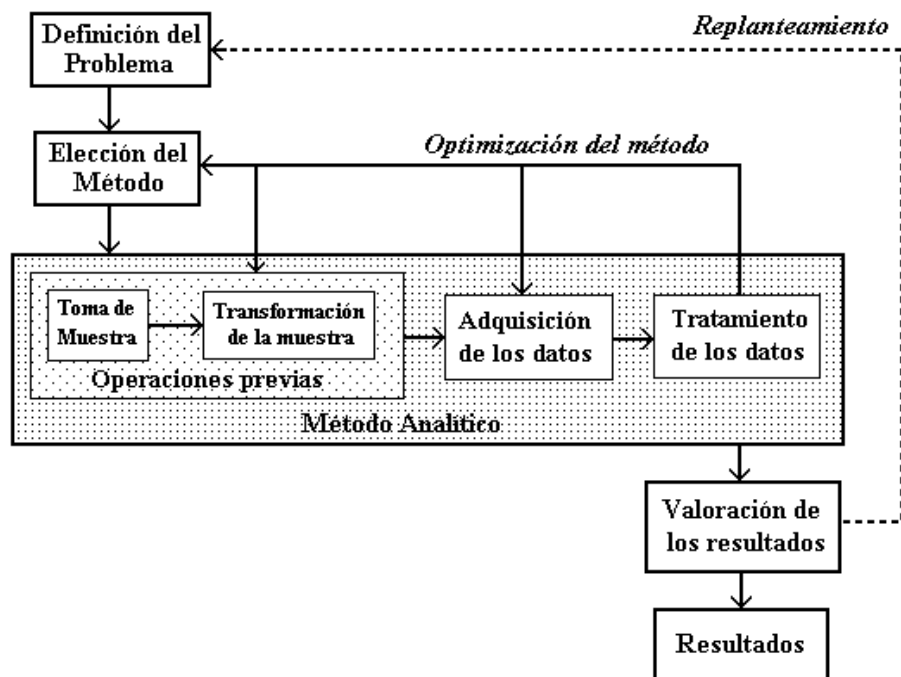 Replanteamiento
Definición del
Problema
Optimización del método
Elección del
Método
Toma de
Muestra
Transformación
de la muestra
Operaciones previas
Adquisición
de los datos
Tratamiento
de los datos
Método Analítico
Valoración de
los resultados
Resultados